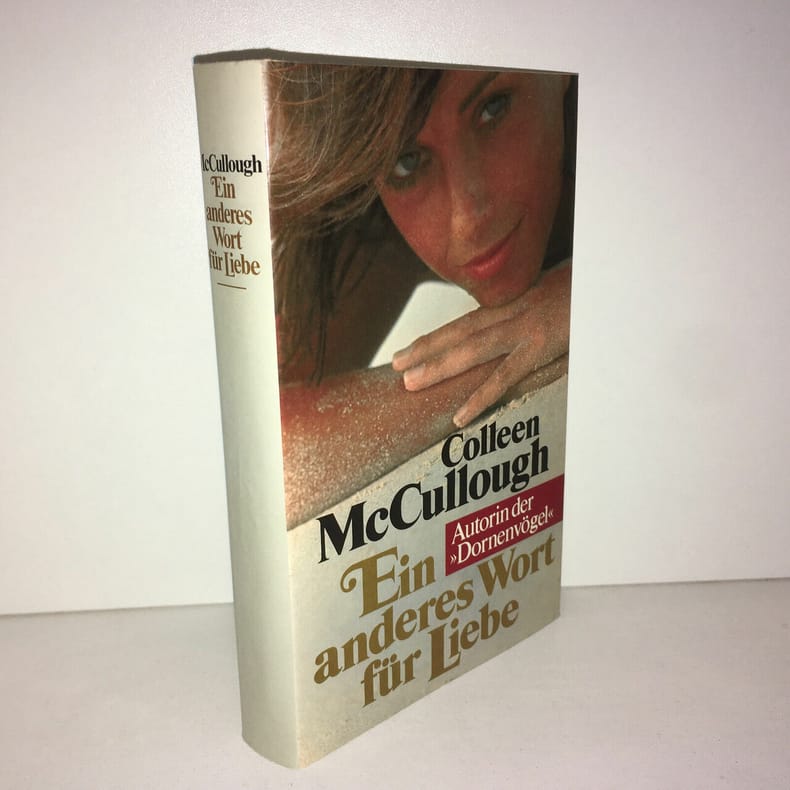 McCullough
Ein
anderes
Wort
für Liebe
Colleen
McCullough
Autorin der
»Dornenvögel«
Ein
anderes Wort
für Liebe